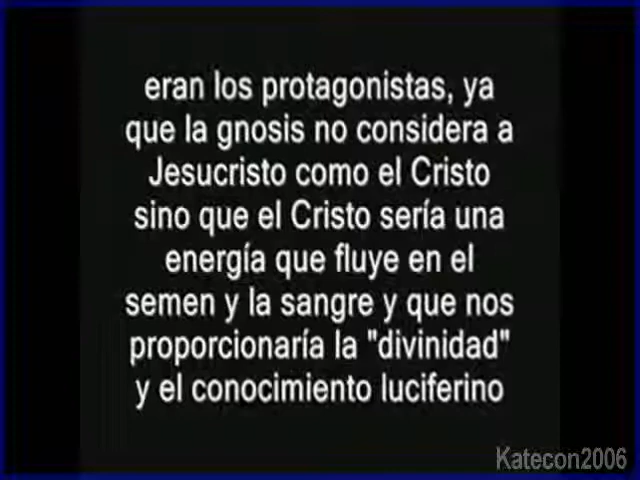 eran los protagonistas, ya
que la gnosis no considera a
Jesucristo como el Cristo
sino que el Cristo sería una
energía que fluye en el
semen y la sangre y que nos
proporcionaría la "divinidad"
y el conocimiento luciferino
Katecon2006